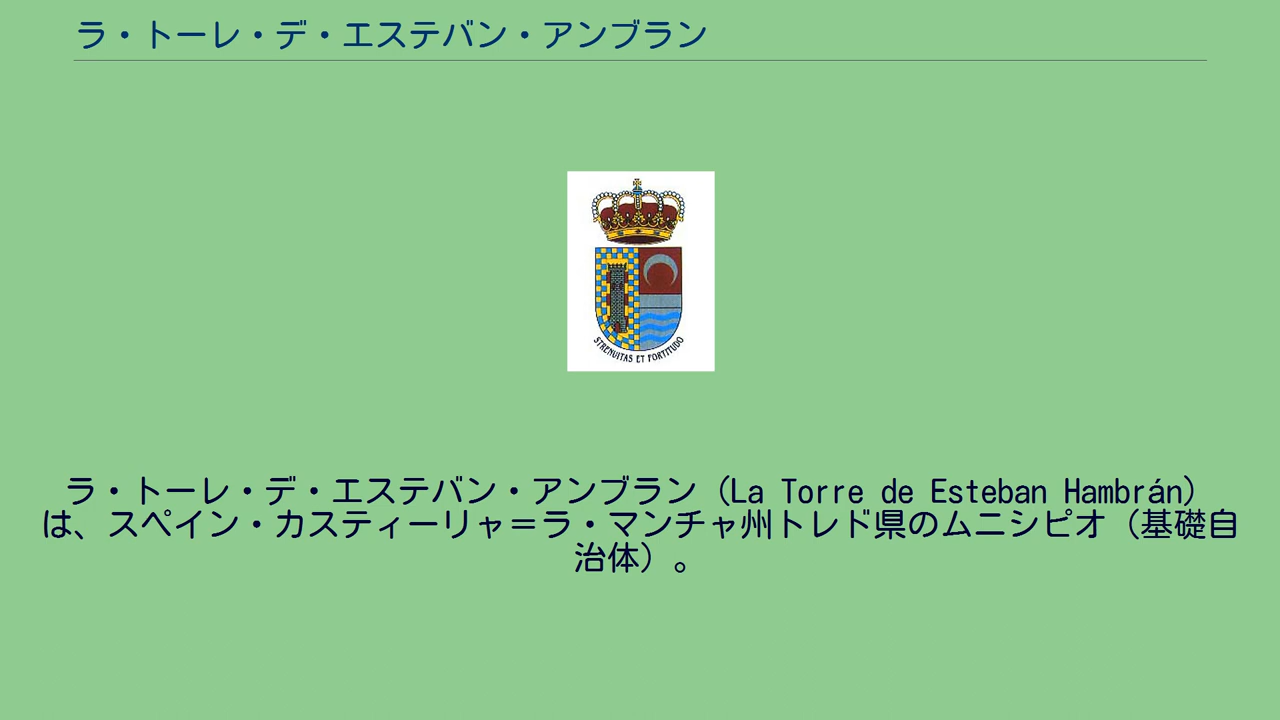 ラ・トーレ・デ・エステバン・アンブラン
STRENUITAS ET FORTITUDO
ラ・トーレ・デ・エステバン・アンブラン（La Torre de Esteban Hambrán）
は、スペイン・カスティーリャ＝ラ・マンチャ州トレド県のムニシピオ（基礎自
治体）。